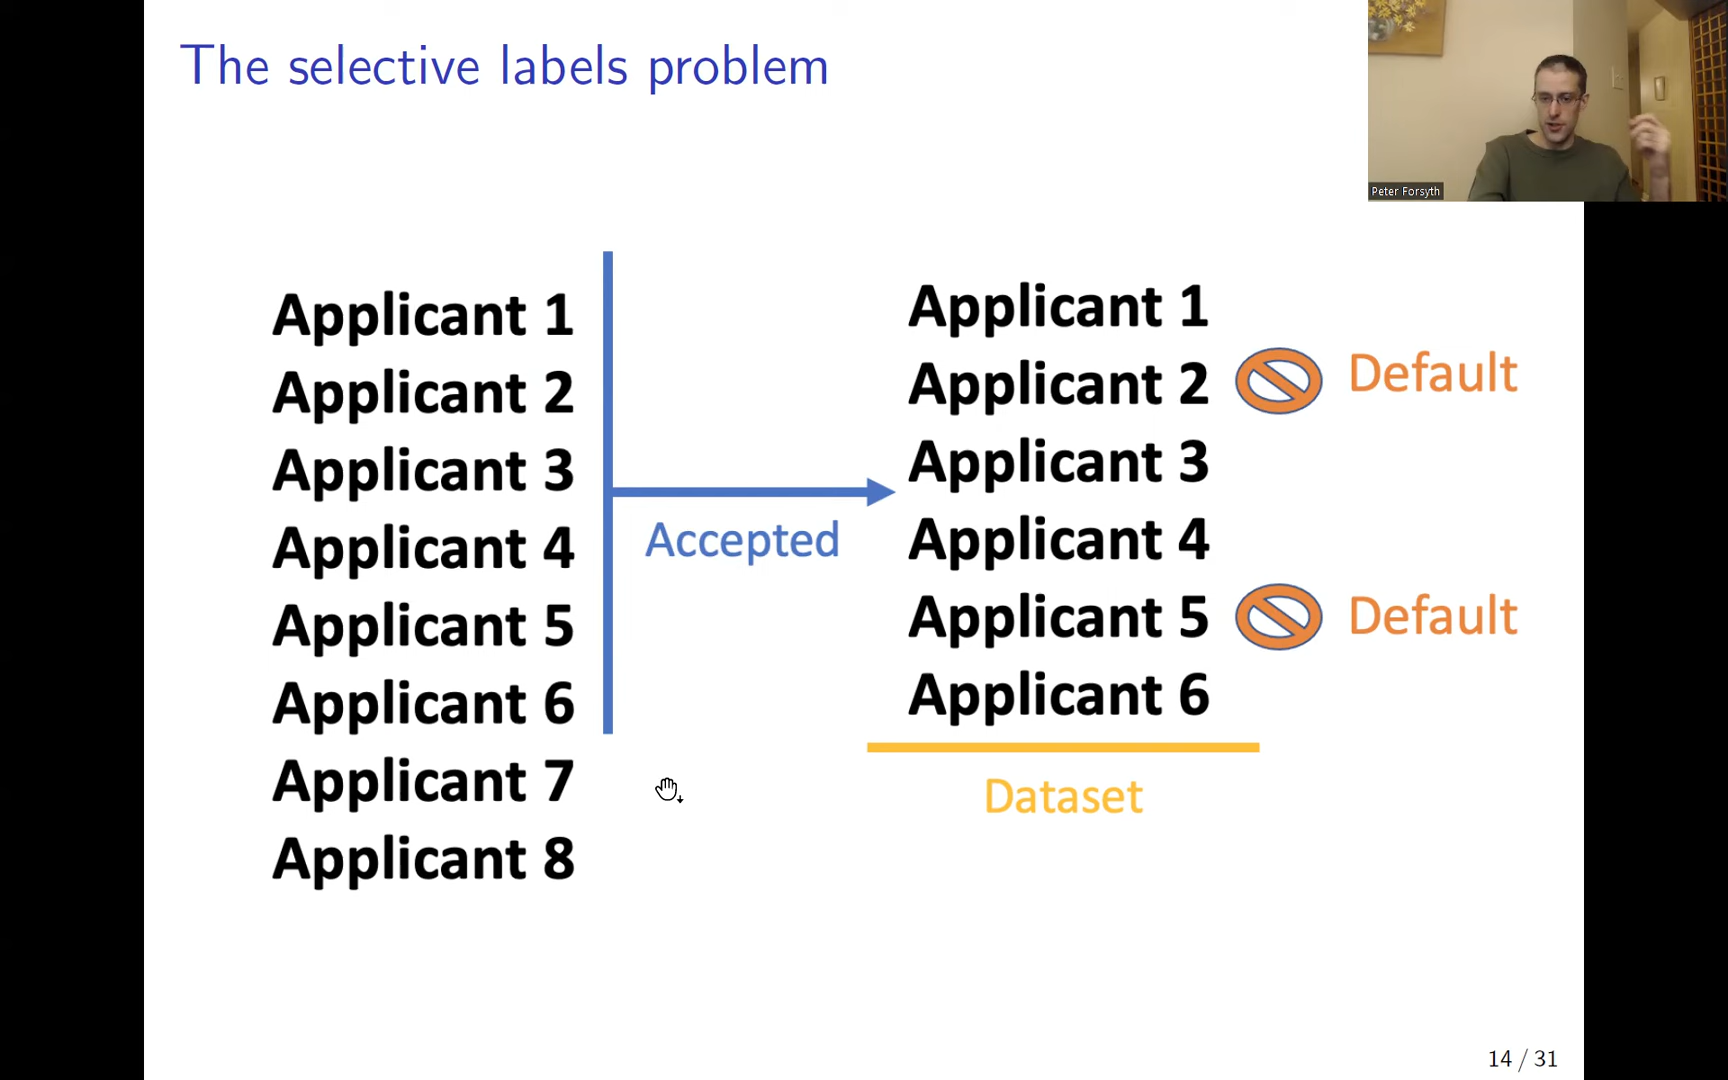 The selective labels problem
Peter Forsyth
Applicant 1
Applicant 2
Applicant 3
Applicant 4
Applicant 5
Applicant 6
Applicant 7
Applicant 8
Accepted
Applicant 1
Applicant 2 Default
Applicant 3
Applicant 4
Applicant 5 Default
Applicant 6
Dataset
14 / 31